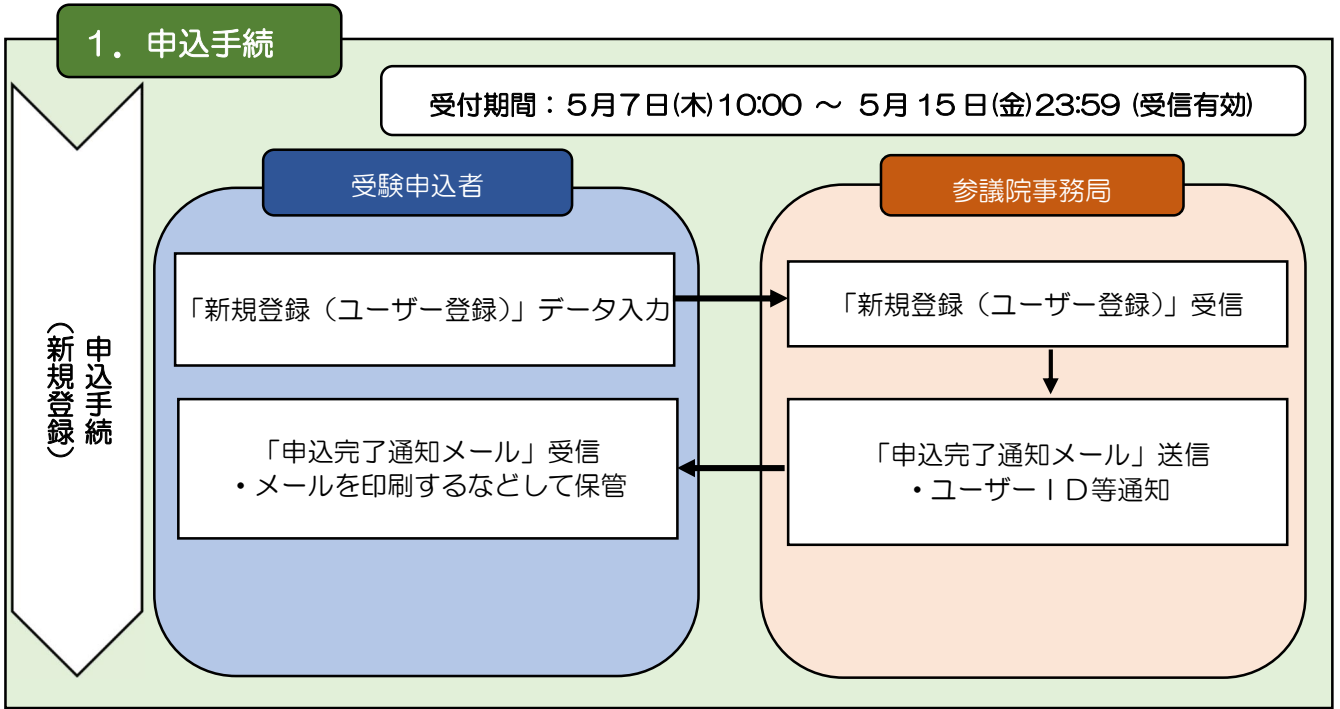 １．申込手続
受付期間：５月７日(木)10:00 ～ ５月 15 日(金)23:59 (受信有効)
申込手続
（新規登録）
受験申込者
参議院事務局
「新規登録（ユーザー登録）」データ入力
「新規登録（ユーザー登録）」受信
「申込完了通知メール」送信
・ユーザーＩＤ等通知
「申込完了通知メール」受信
・メールを印刷するなどして保管